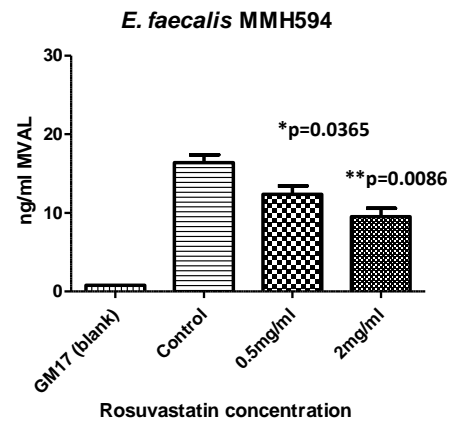 E. faecalis MMH594
30
20
10
0
ng/ml MVAL
*p=0.0365
**p=0.0086
GM17 (blank)
Control
0.5mg/ml
2mg/ml
Rosuvastatin concentration